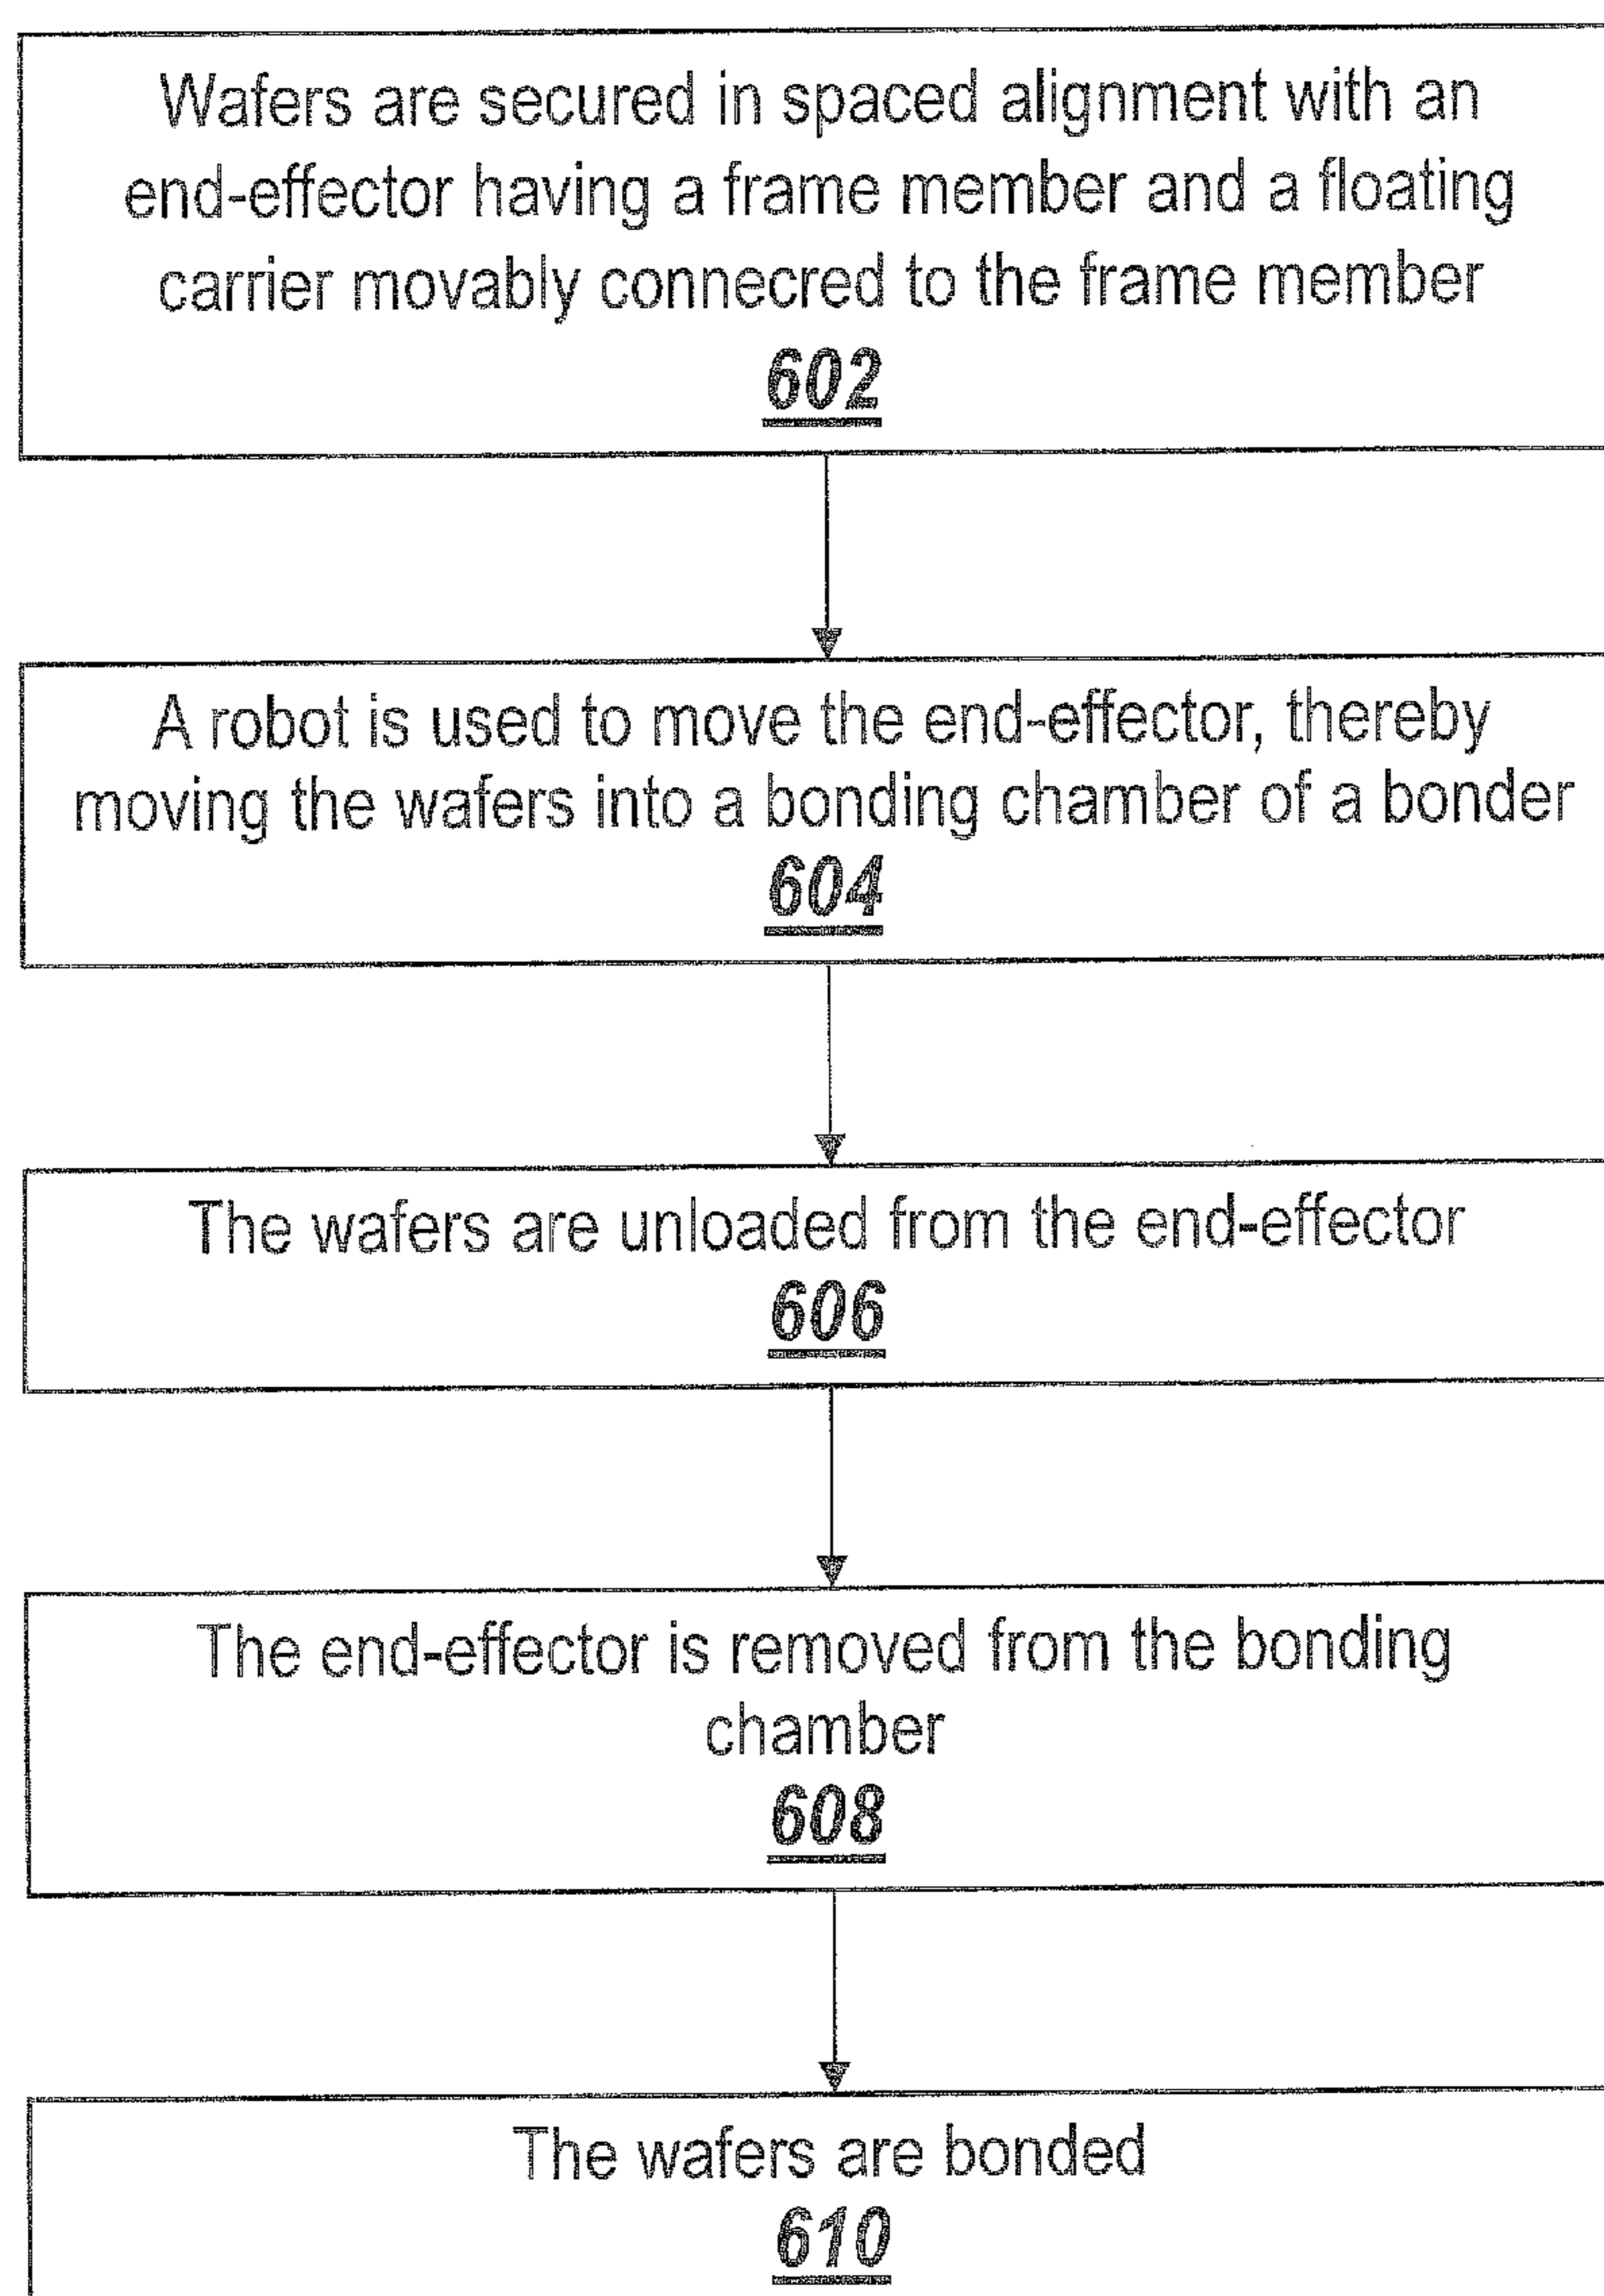 Wafers are secured in spaced alignment with an
end-effector having a frame member and a floating
carrier movably connecred to the frame member
602
A robot is used to move the end-effector, thereby
moving the wafers into a bonding chamber of a bonder
604
The wafers are unloaded from the end-effector
606
The end-effector is removed from the bonding
chamber
608
The wafers are bonded
610